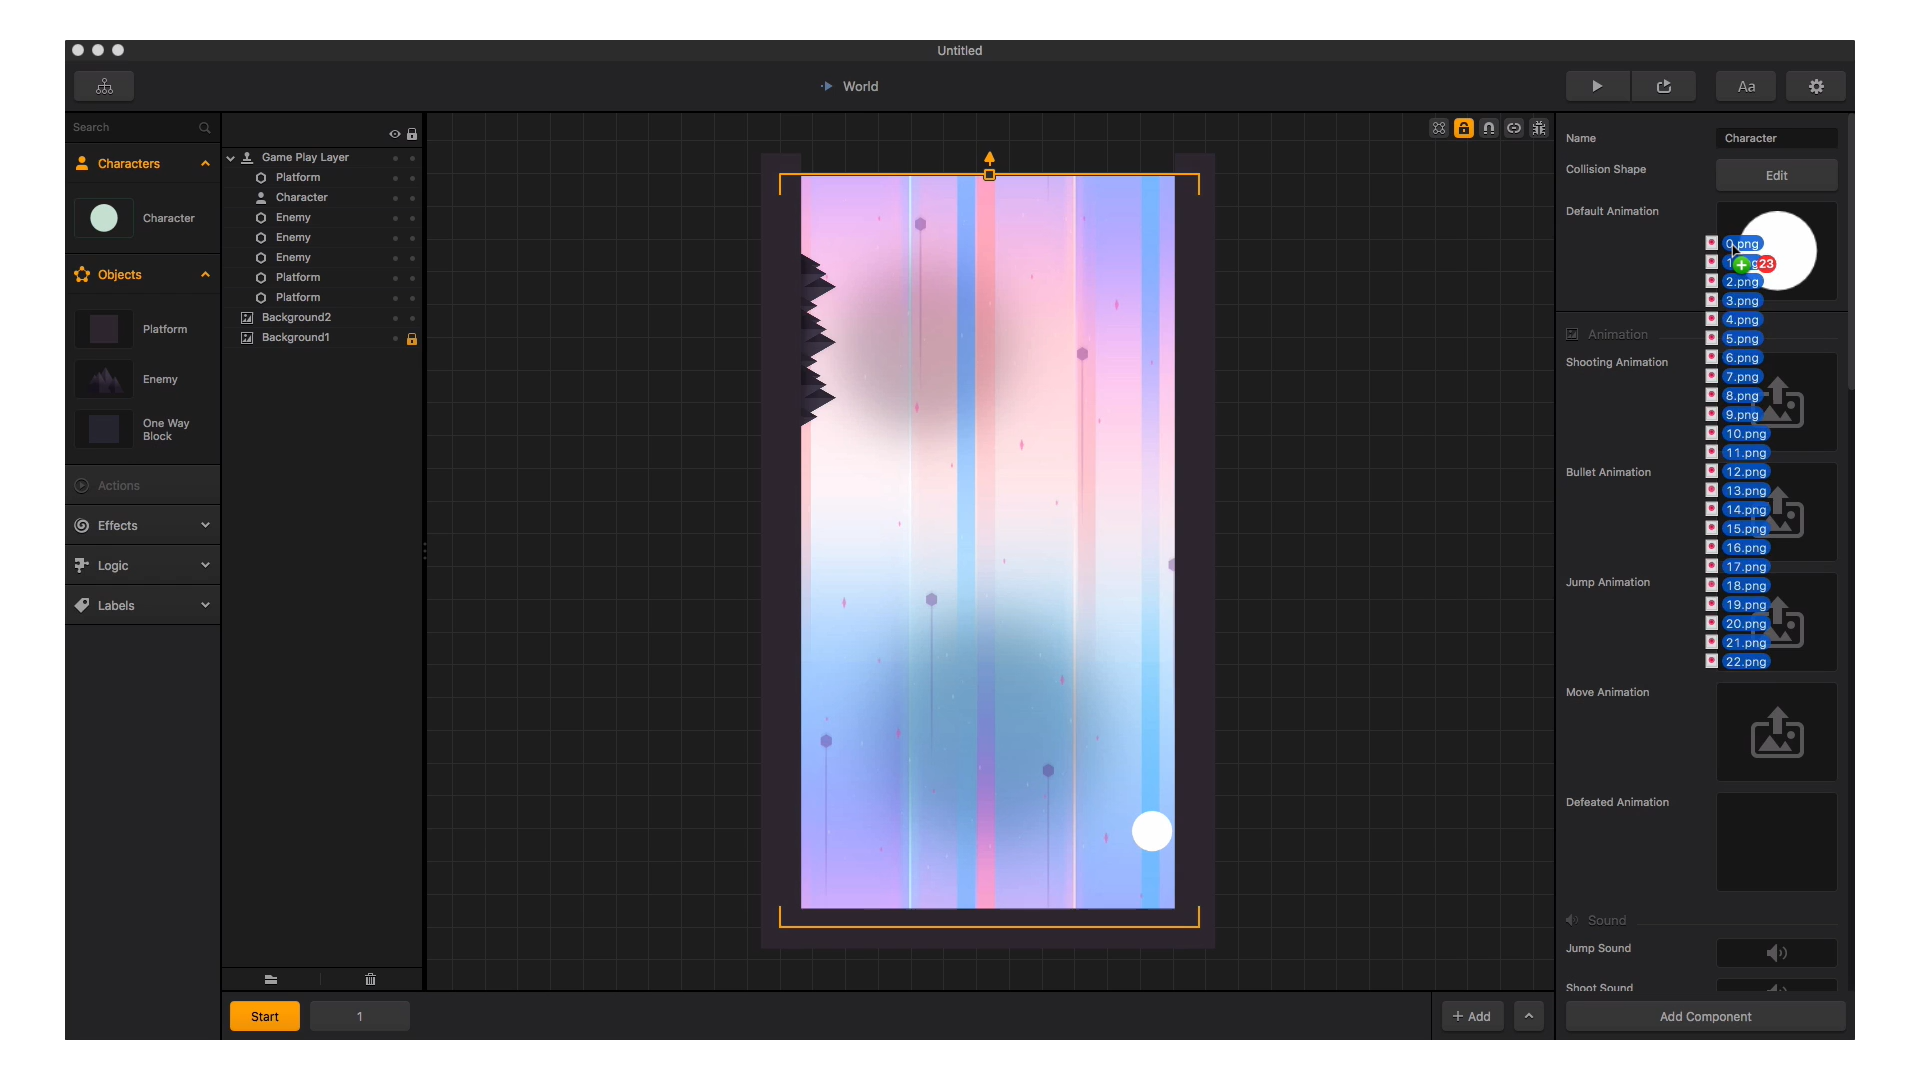 Untitled
World
Aa
Search
Characters
Character
Objects
Platform
Enemy
One Way
Block
Actions
Effects
Logic
Labels
Game Play Layer
Platform
Character
Enemy
Enemy
Enemy
Platform
Platform
Background2
Background1
Start
1
+ Add
Name
Character
Collision Shape
Edit
Default Animation
0.png
23
2.png
3.png
Animation
4.png
5.png
Shooting Animation
6.png
7.png
8.png
9.png
10.png
11.png
Bullet Animation
12.png
13.png
14.png
15.png
16.png
17.png
Jump Animation
18.png
19.png
20.png
21.png
22.png
Move Animation
Defeated Animation
Sound
Jump Sound
Shoot Sound
Add Component